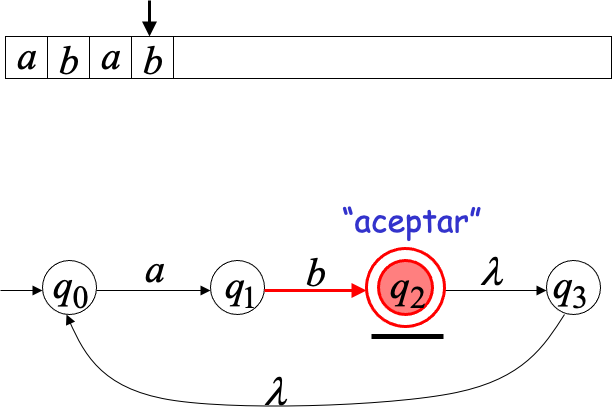 a b a b
“aceptar”
a b λ
q0 q1 q2 q3
λ